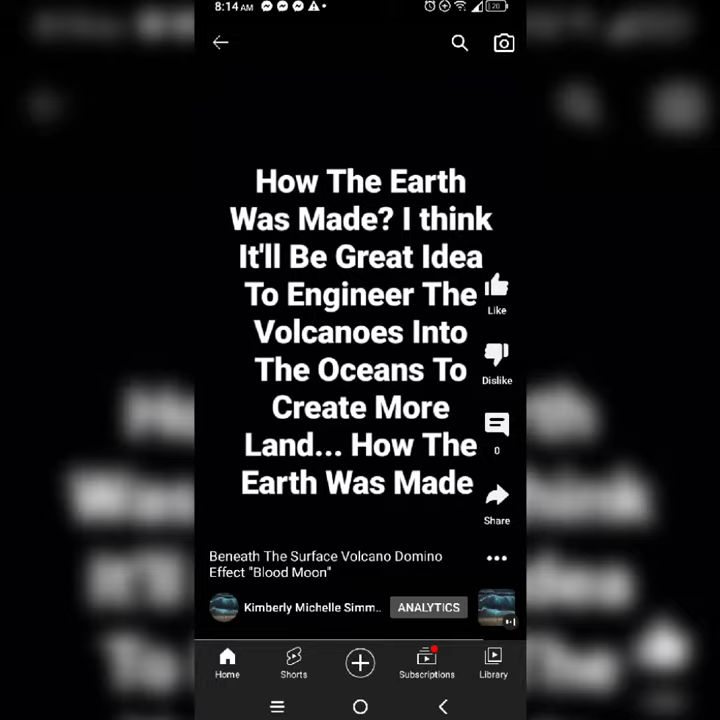 8:14 AM
20
How The Earth
Was Made? I think
It'll Be Great Idea
To Engineer The
Volcanoes Into
The Oceans To
Create More
Land... How The
Earth Was Made
Like
Dislike
0
Share
Beneath The Surface Volcano Domino
Effect "Blood Moon"
Kimberly Michelle Simm..
ANALYTICS
Home
Shorts
Subscriptions
Library